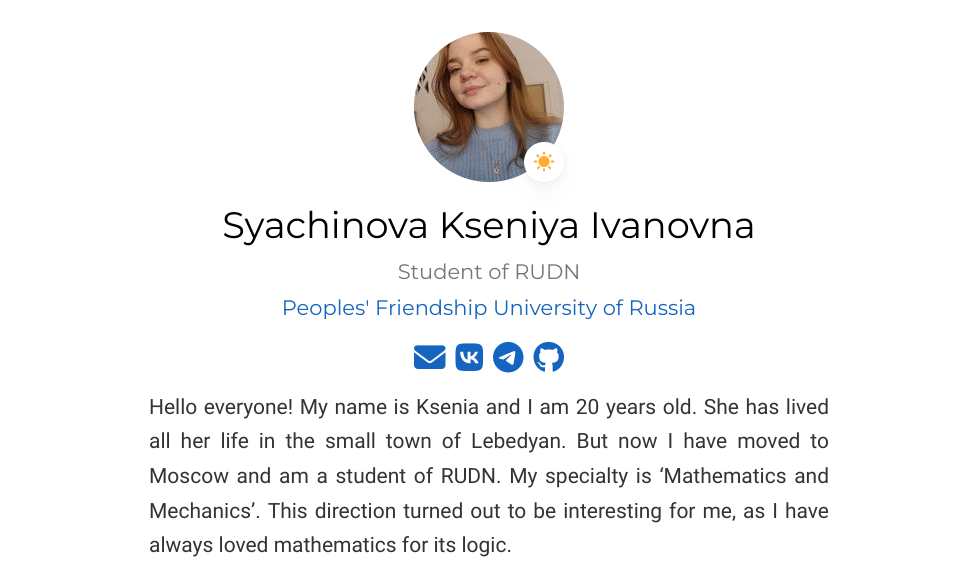 Syachinova Kseniya Ivanovna
Student of RUDN
Peoples' Friendship University of Russia
Hello everyone! My name is Ksenia and I am 20 years old. She has lived
all her life in the small town of Lebedyan. But now I have moved to
Moscow and am a student of RUDN. My specialty is ‘Mathematics and
Mechanics’. This direction turned out to be interesting for me, as I have
always loved mathematics for its logic.